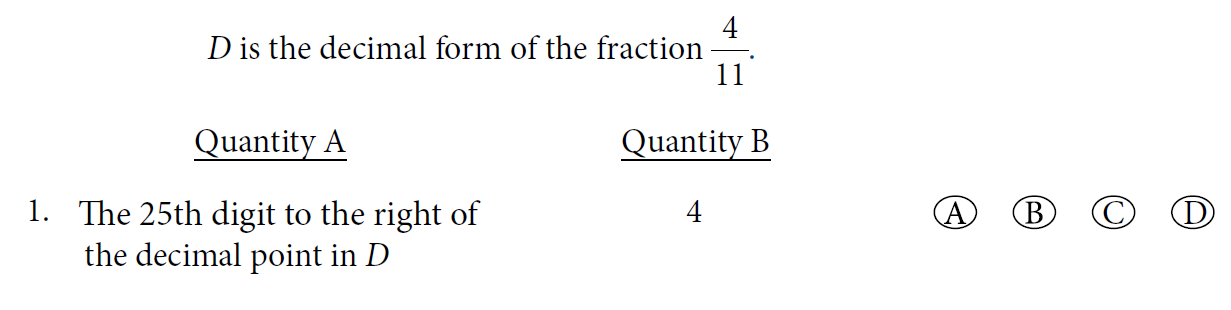 D is the decimal form of the fraction 4/11.
Quantity A Quantity B
1. The 25th digit to the right of 4 A B C D
the decimal point in D